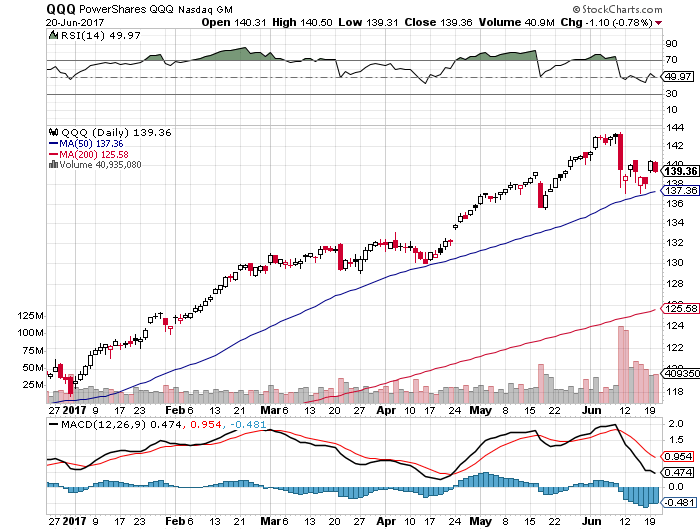 QQQ PowerShares QQQ Nasdaq GM © StockCharts.com
20-Jun-2017 Open 140.31 High 140.50 Low 139.31 Close 139.36 Volume 40.9M Chg -1.10 (-0.78%)
RSI(14) 49.97
90
70
49.97
30
10
QQQ (Daily) 139.36
MA(50) 137.36
MA(200) 125.58
Volume 40,935,080
144
142
140
139.36
138
137.36
136
134
132
130
128
125.58
124
122
120
118
125M
100M
75M
50M
25M
27 2017 9 17 23 Feb 6 13 21 Mar 6 13 20 27 Apr 10 17 24 May 8 15 22 Jun 12 19
MACD(12,26,9) 0.474, 0.954, -0.481
2.0
1.5
0.954
0.474
0.0
-0.481
27 2017 9 17 23 Feb 6 13 21 Mar 6 13 20 27 Apr 10 17 24 May 8 15 22 Jun 12 19